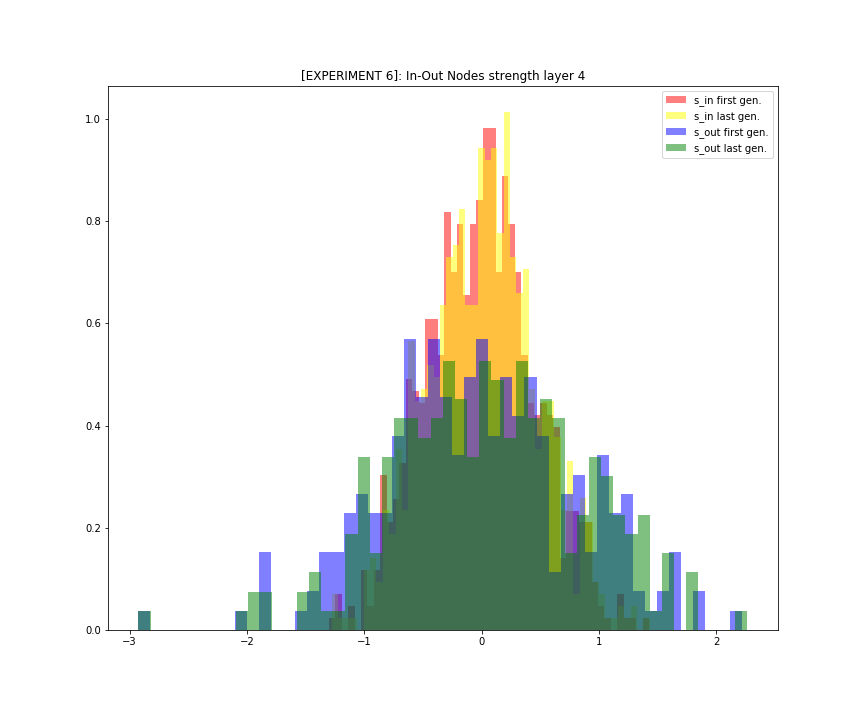 [EXPERIMENT 6]: In-Out Nodes strength layer 4
s_in first gen.
s_in last gen.
s_out first gen.
s_out last gen.
1.0
0.8
0.6
0.4
0.2
0.0
−3 −2 −1 0 1 2